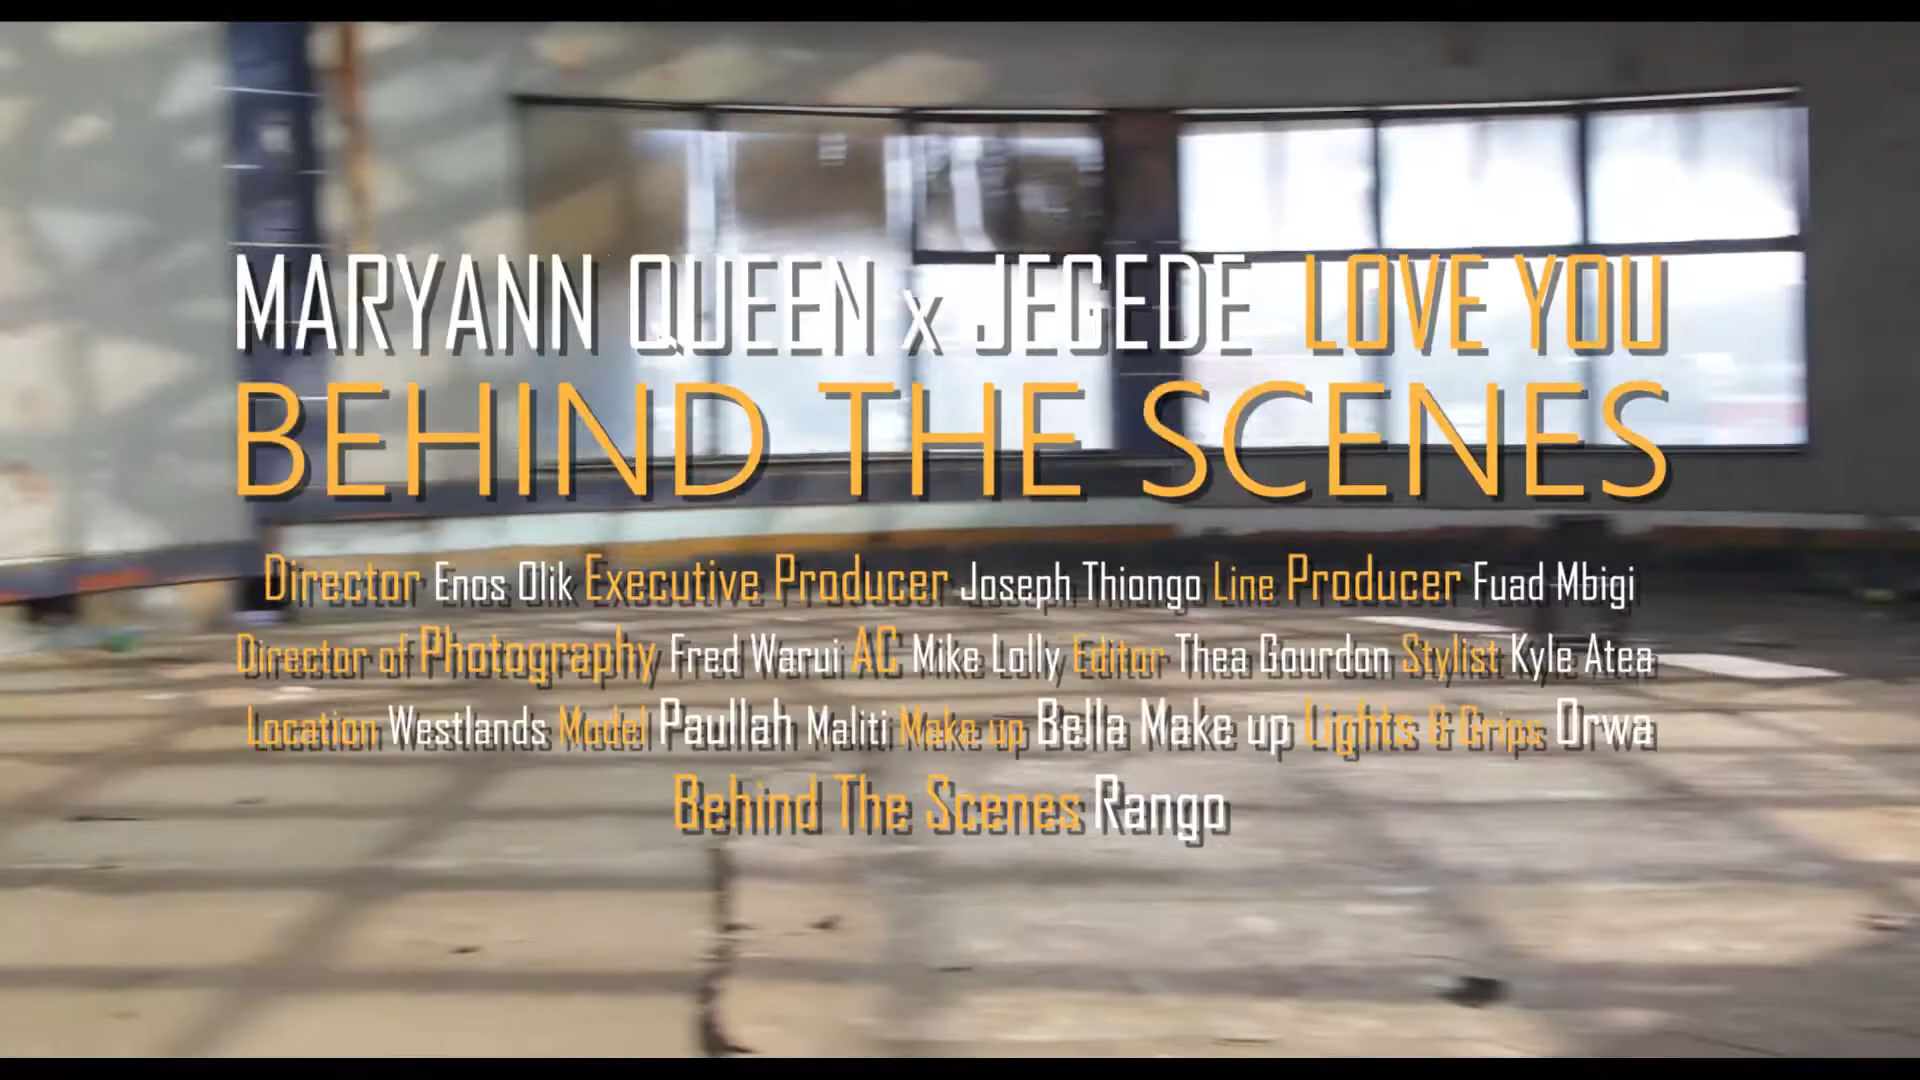 MARYANN QUEEN x JEGEDE LOVE YOU
BEHIND THE SCENES
Director Enos Olik Executive Producer Joseph Thiongo Line Producer Fuad Mbigi
Director of Photography Fred Warui AC Mike Lolly Editor Thea Gourdon Stylist Kyle Atea
Location Westlands Model Paullah Maliti Make up Bella Make up Lights & Grips Orwa
Behind The Scenes Rango